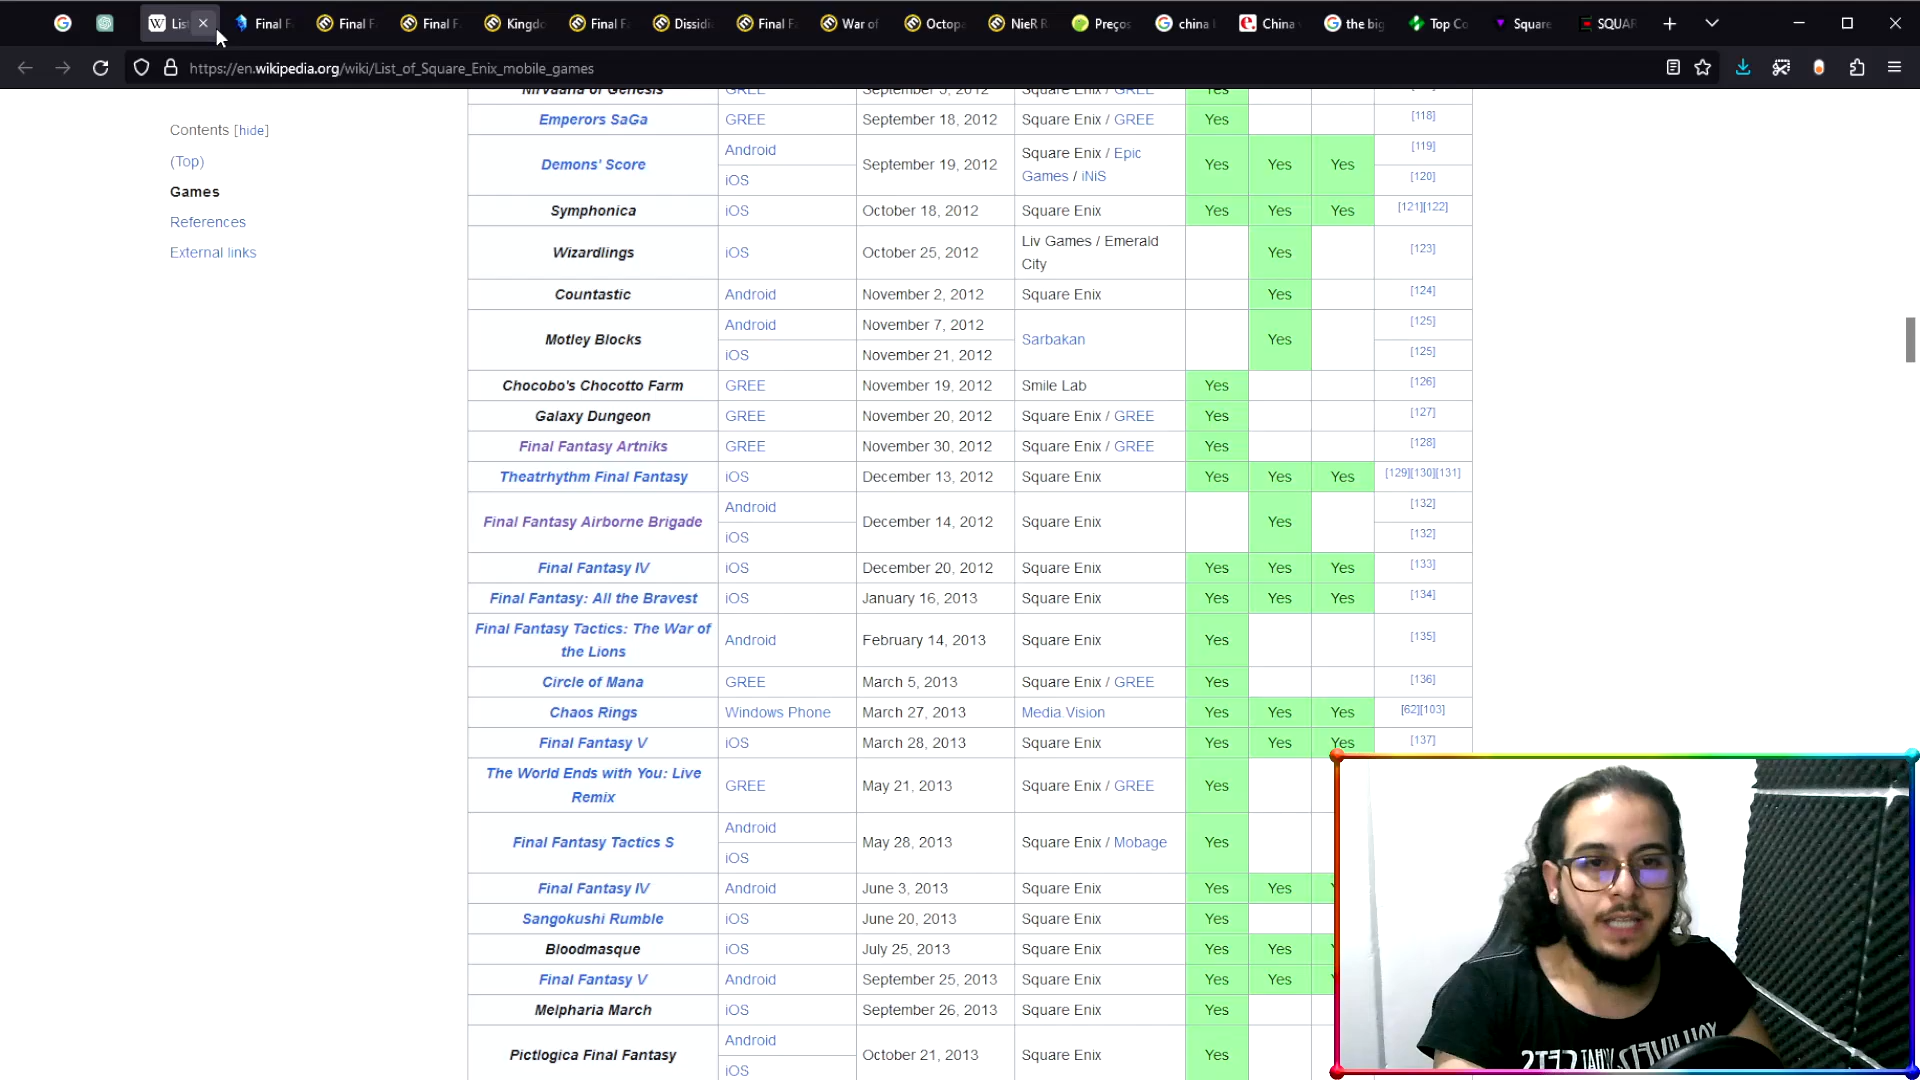 Lis
Final F
Final F
Final F
Kingdo
Final F
Dissidi
Final Fa
War of
Octopa
NieR R
Preços
china
China
the big
Top Co
Square
SQUAR
https://en.wikipedia.org/wiki/List_of_Square_Enix_mobile_games
Contents [hide]
(Top)
Games
References
External links
Nirvaana of Genesis GREE September 5, 2012 Square Enix / GREE Yes
Emperors SaGa GREE September 18, 2012 Square Enix / GREE Yes [118]
Demons' Score Android iOS September 19, 2012 Square Enix / Epic Yes Yes Yes [119]
Games / iNiS [120]
Symphonica iOS October 18, 2012 Square Enix Yes Yes Yes [121][122]
Wizardlings iOS October 25, 2012 Liv Games / Emerald Yes [123]
City
Countastic Android November 2, 2012 Square Enix Yes [124]
Motley Blocks Android November 7, 2012 Sarbakan Yes [125]
iOS November 21, 2012 [125]
Chocobo's Chocotto Farm GREE November 19, 2012 Smile Lab Yes [126]
Galaxy Dungeon GREE November 20, 2012 Square Enix / GREE Yes [127]
Final Fantasy Artniks GREE November 30, 2012 Square Enix / GREE Yes [128]
Theatrhythm Final Fantasy iOS December 13, 2012 Square Enix Yes Yes Yes [129][130][131]
Final Fantasy Airborne Brigade Android December 14, 2012 Square Enix Yes [132]
iOS [132]
Final Fantasy IV iOS December 20, 2012 Square Enix Yes Yes Yes [133]
Final Fantasy: All the Bravest iOS January 16, 2013 Square Enix Yes Yes Yes [134]
Final Fantasy Tactics: The War of Android February 14, 2013 Square Enix Yes [135]
the Lions
Circle of Mana GREE March 5, 2013 Square Enix / GREE Yes [136]
Chaos Rings Windows Phone March 27, 2013 Media.Vision Yes Yes Yes [62][103]
Final Fantasy V iOS March 28, 2013 Square Enix Yes Yes Yes [137]
The World Ends with You: Live GREE May 21, 2013 Square Enix / GREE Yes
Remix
Final Fantasy Tactics S Android May 28, 2013 Square Enix / Mobage Yes
iOS
Final Fantasy IV Android June 3, 2013 Square Enix Yes Yes
Sangokushi Rumble iOS June 20, 2013 Square Enix Yes
Bloodmasque iOS July 25, 2013 Square Enix Yes Yes
Final Fantasy V Android September 25, 2013 Square Enix Yes Yes
Melpharia March iOS September 26, 2013 Square Enix Yes
Pictlogica Final Fantasy Android October 21, 2013 Square Enix Yes
iOS